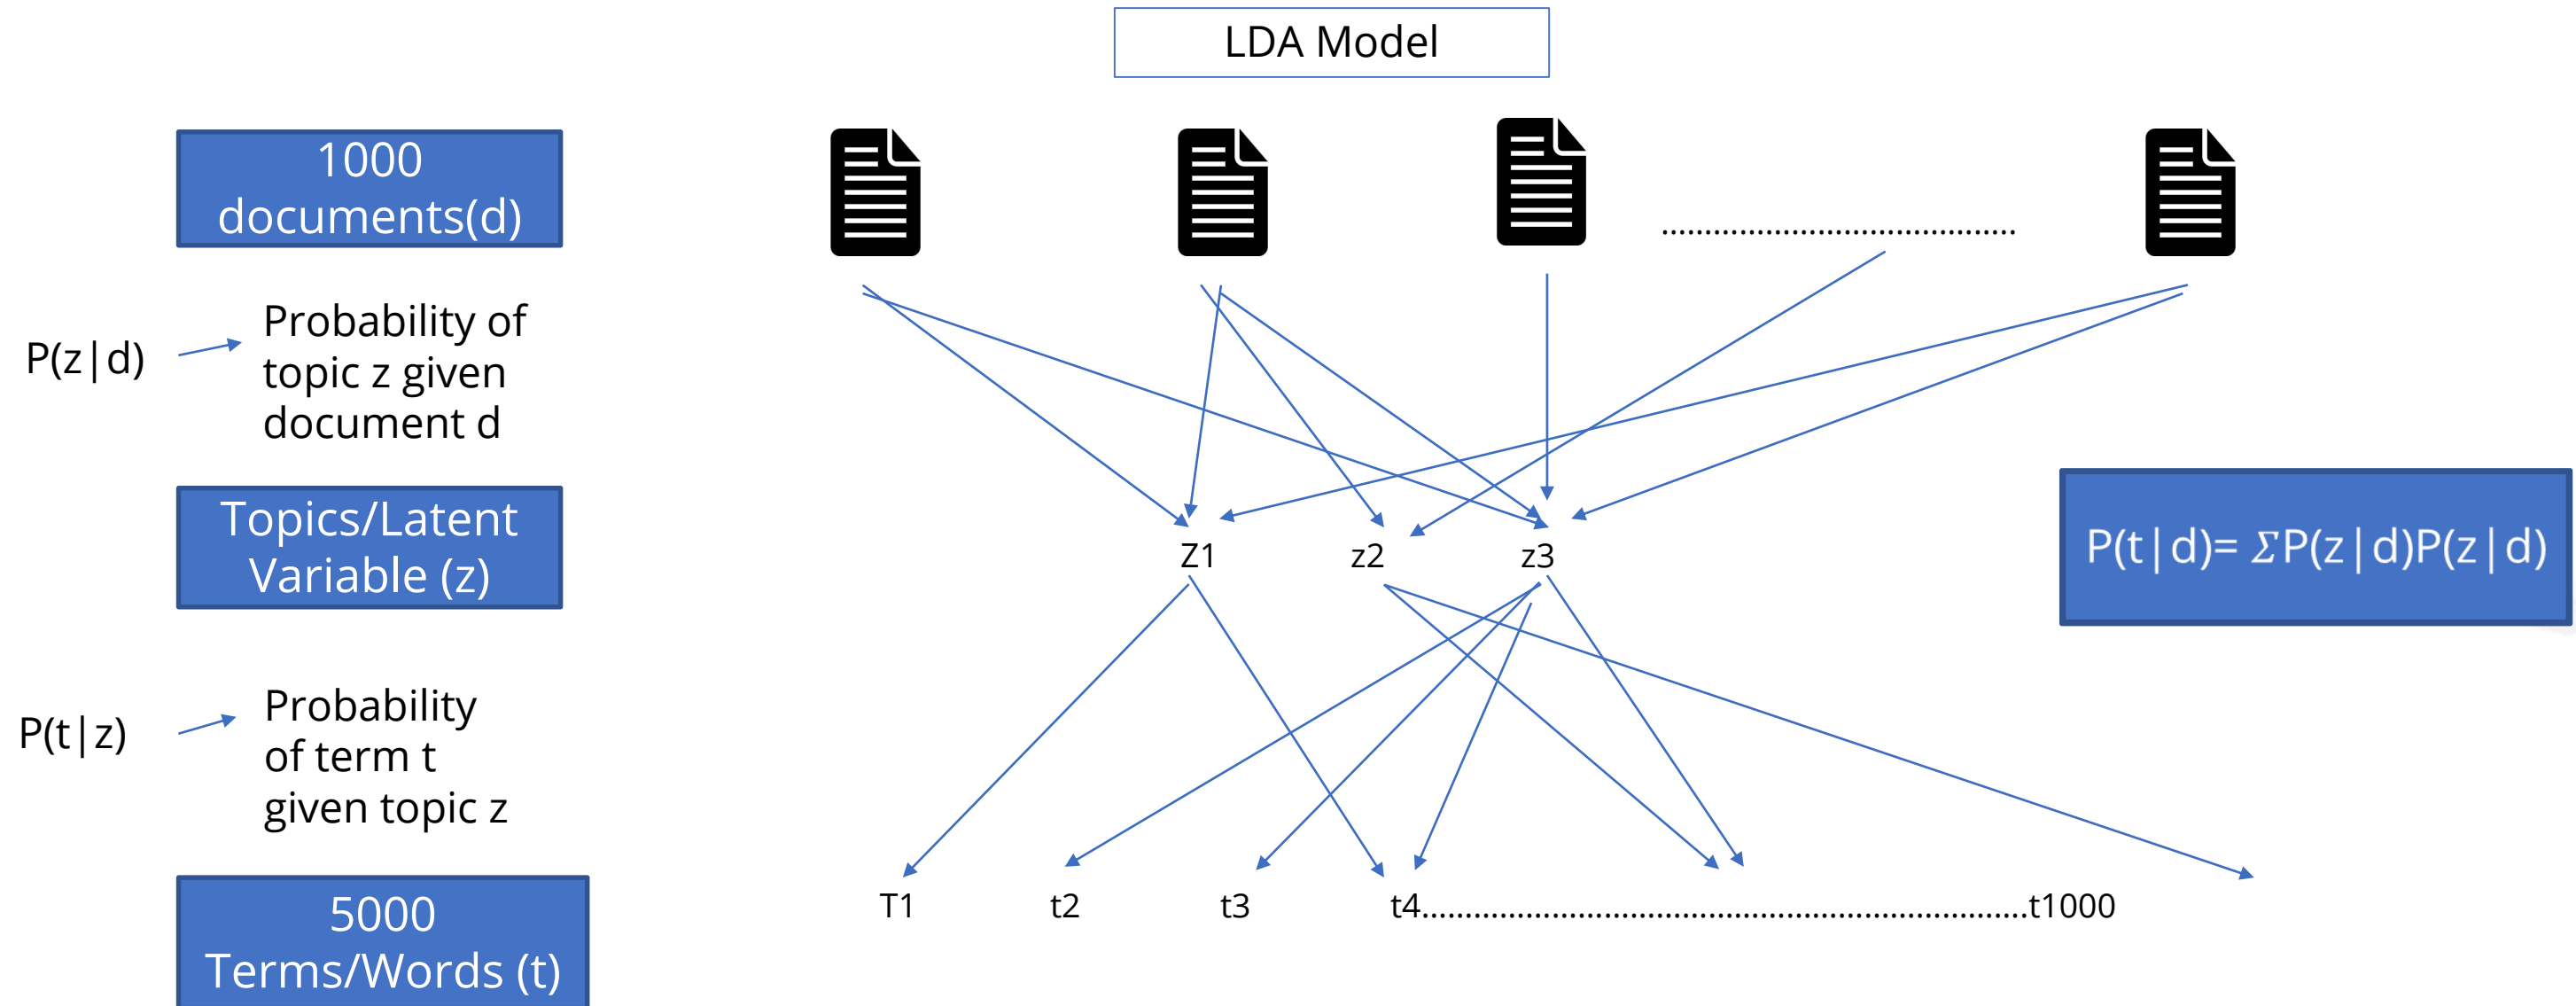 LDA Model
1000
documents(d)
P(z|d)
Probability of
topic z given
document d
Topics/Latent
Variable (z)
Z1 z2 z3
P(t|d)= ΣP(z|d)P(z|d)
P(t|z)
Probability
of term t
given topic z
T1 t2 t3 t4.......................................................................t1000
5000
Terms/Words (t)